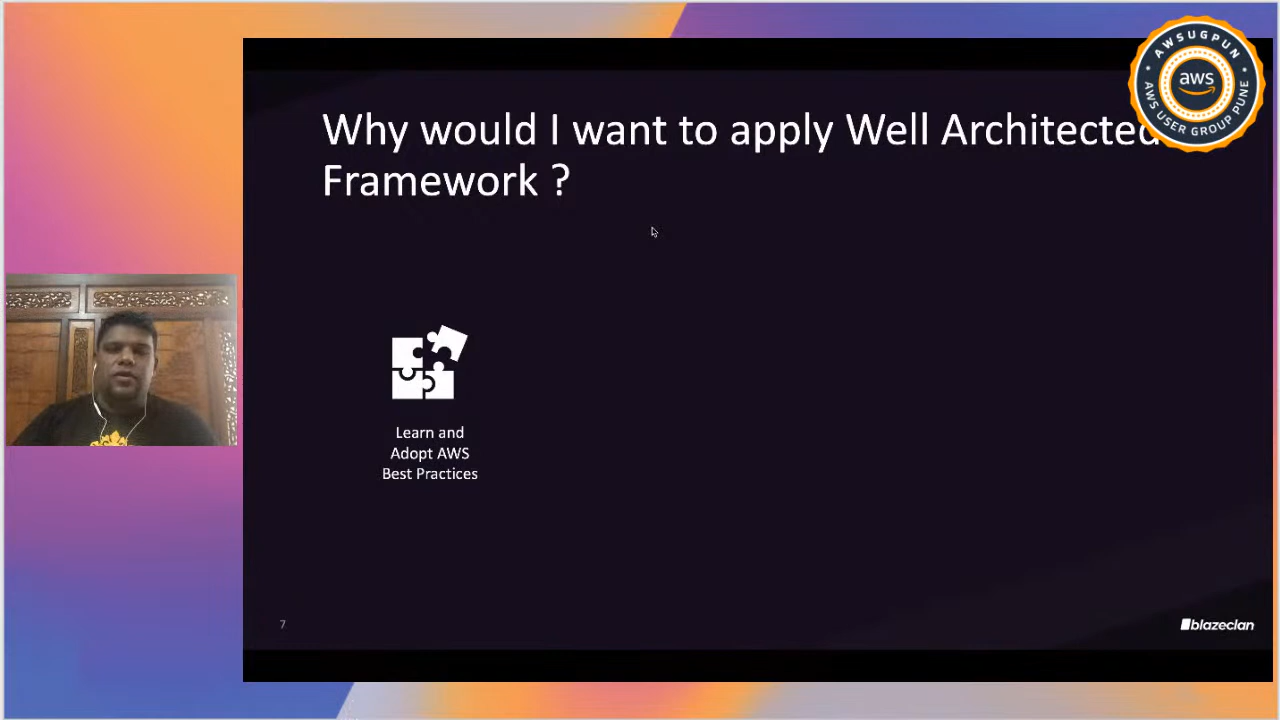 Why would I want to apply Well Architected
Framework ?
Learn and
Adopt AWS
Best Practices
7
blazeclan
AWSUGPUN
aws
AWS USER GROUP PUNE